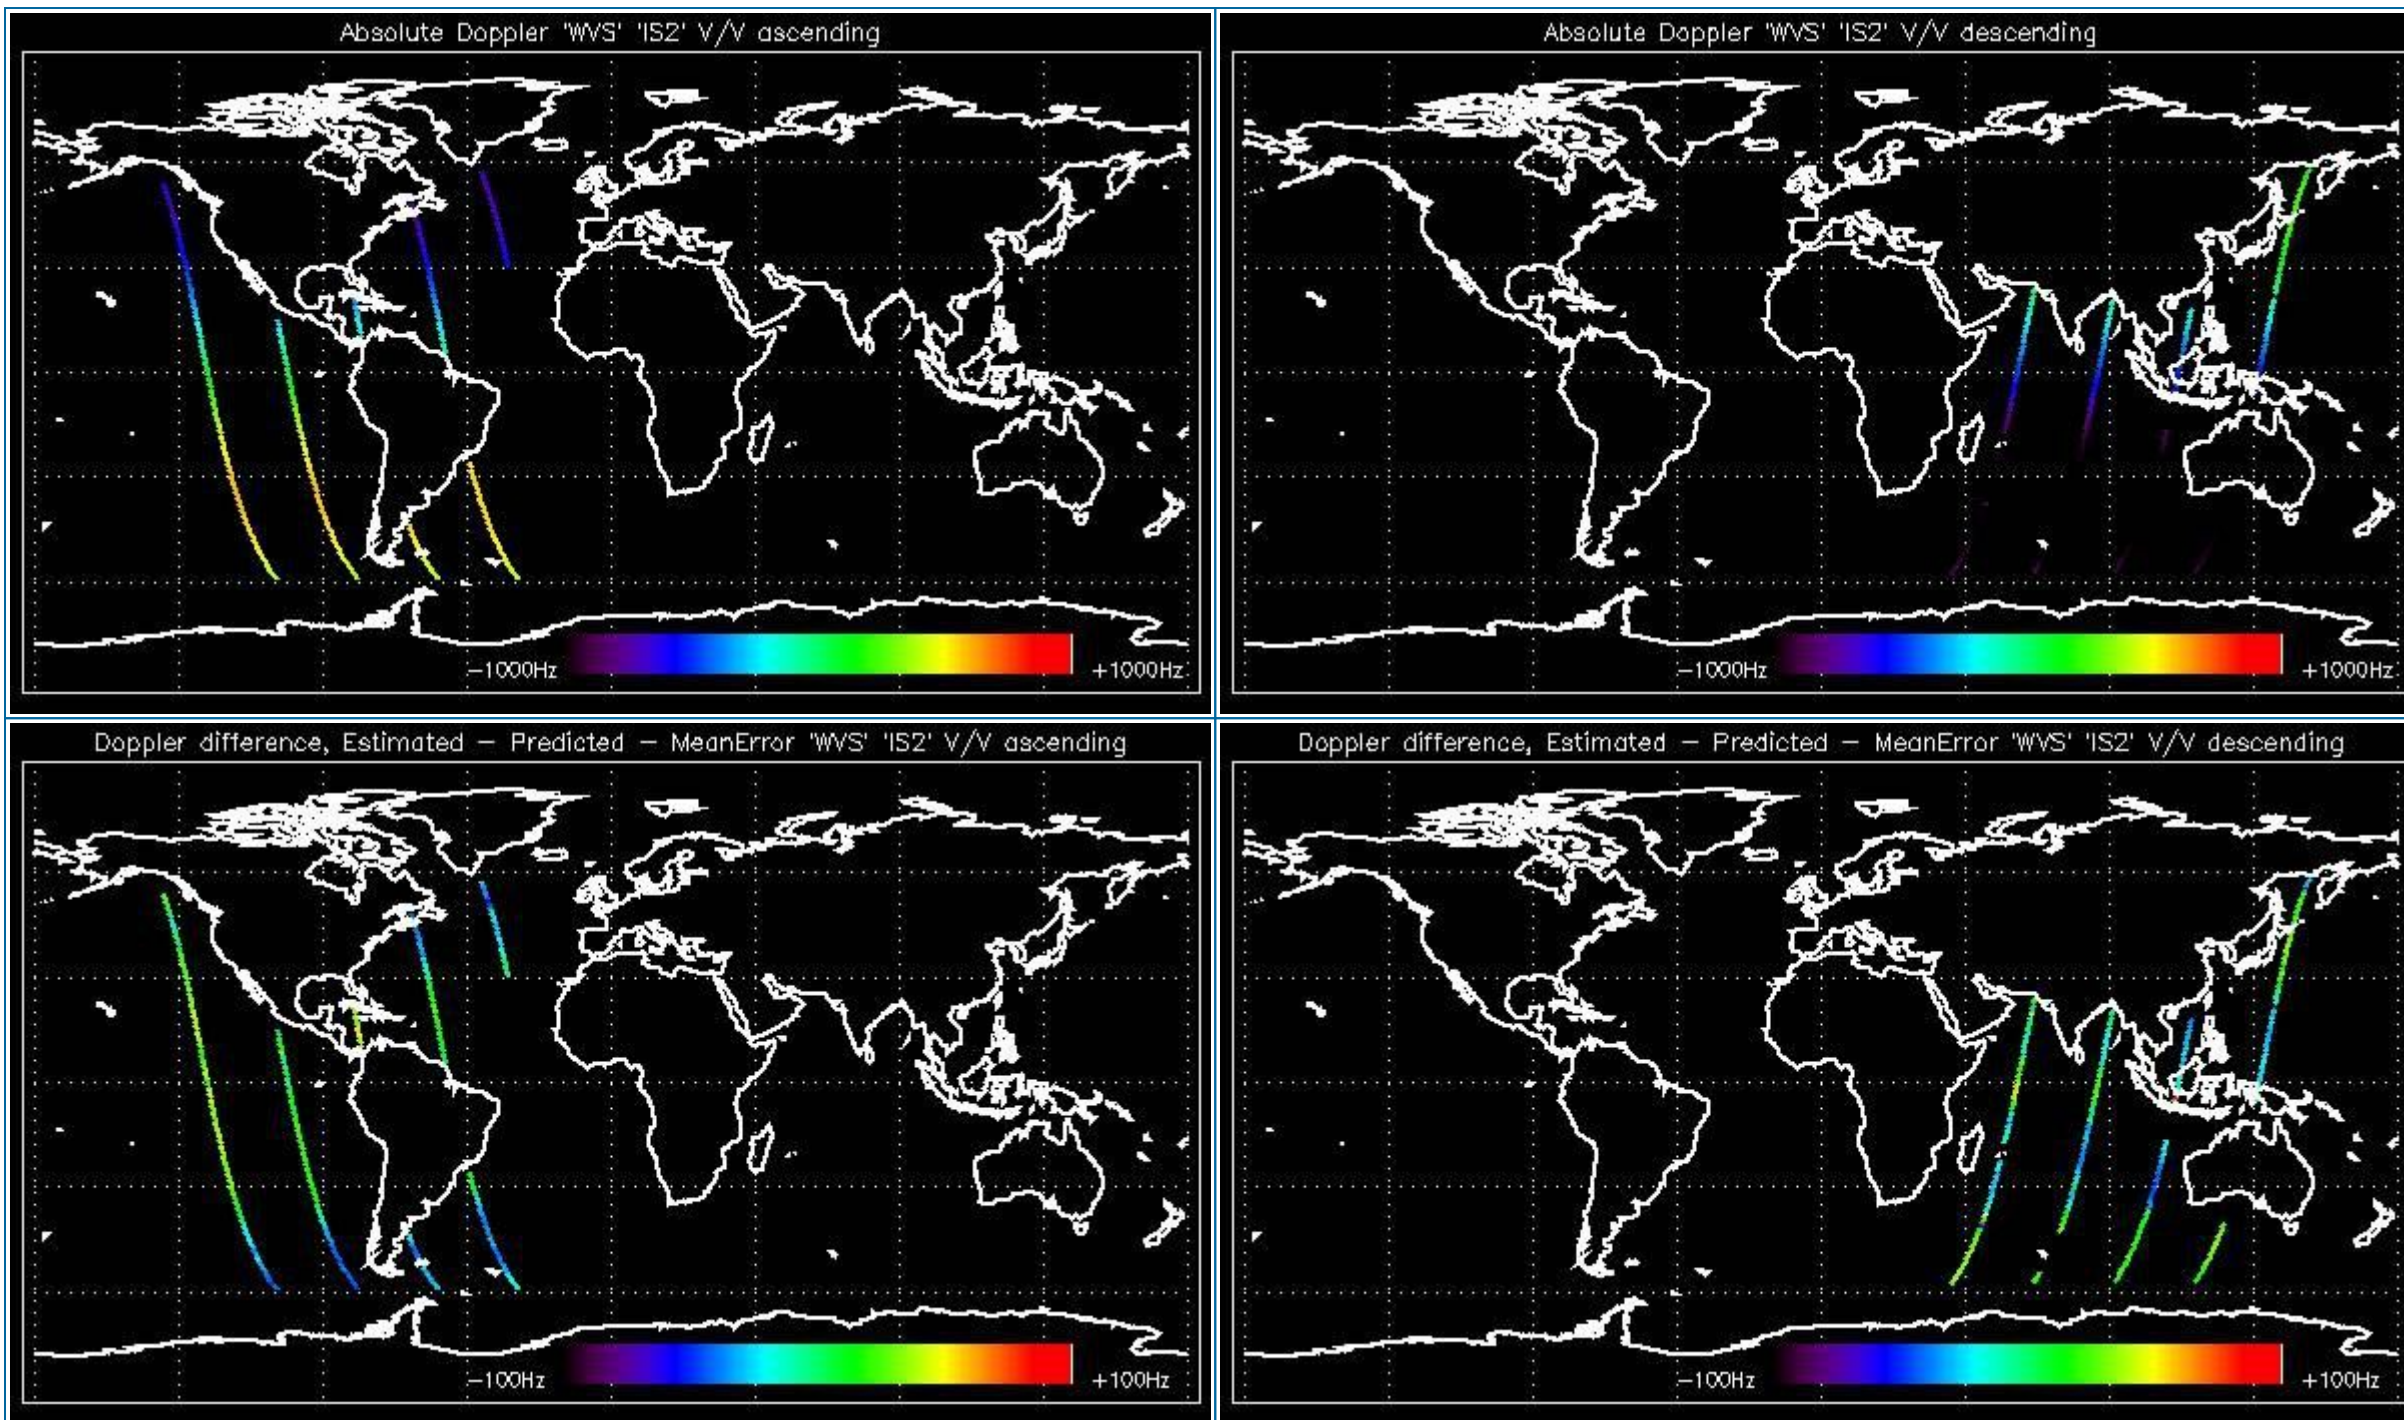 Absolute Doppler 'WVS' 'IS2' V/V ascending
-1000Hz
+1000Hz
Absolute Doppler 'WVS' 'IS2' V/V descending
-1000Hz
+1000Hz
Doppler difference, Estimated - Predicted - MeanError 'WVS' 'IS2' V/V ascending
-100Hz
+100Hz
Doppler difference, Estimated - Predicted - MeanError 'WVS' 'IS2' V/V descending
-100Hz
+100Hz